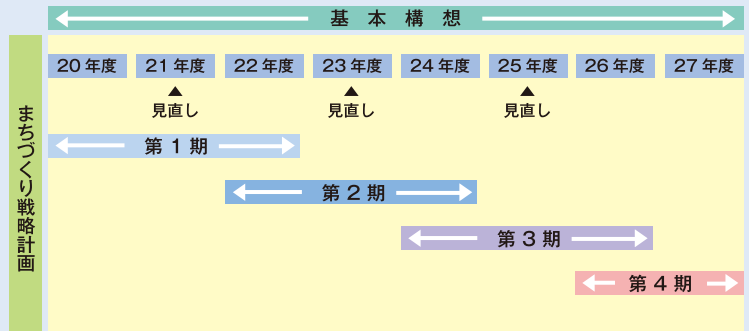 基本構想
20年度 21年度 22年度 23年度 24年度 25年度 26年度 27年度
見直し 見直し 見直し
まちづくり戦略計画
第1期
第2期
第3期
第4期